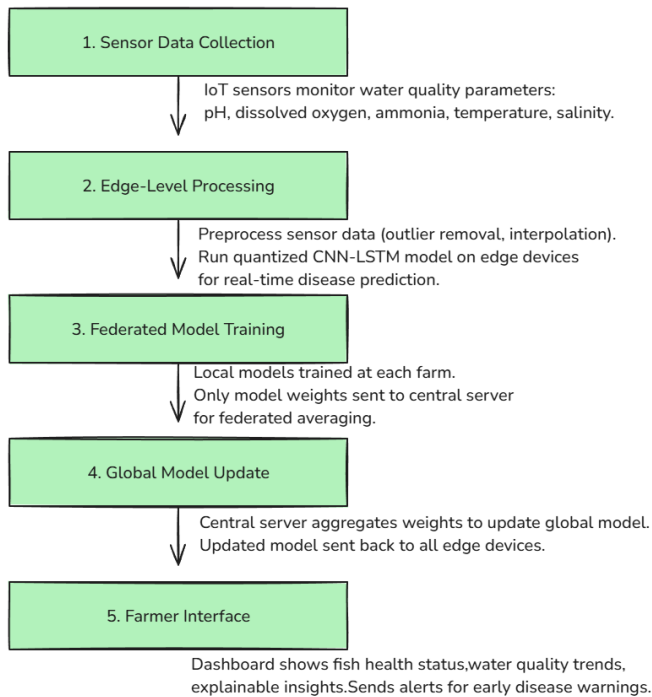 1. Sensor Data Collection
IoT sensors monitor water quality parameters:
pH, dissolved oxygen, ammonia, temperature, salinity.
2. Edge-Level Processing
Preprocess sensor data (outlier removal, interpolation).
Run quantized CNN-LSTM model on edge devices
for real-time disease prediction.
3. Federated Model Training
Local models trained at each farm.
Only model weights sent to central server
for federated averaging.
4. Global Model Update
Central server aggregates weights to update global model.
Updated model sent back to all edge devices.
5. Farmer Interface
Dashboard shows fish health status,water quality trends,
explainable insights.Sends alerts for early disease warnings.